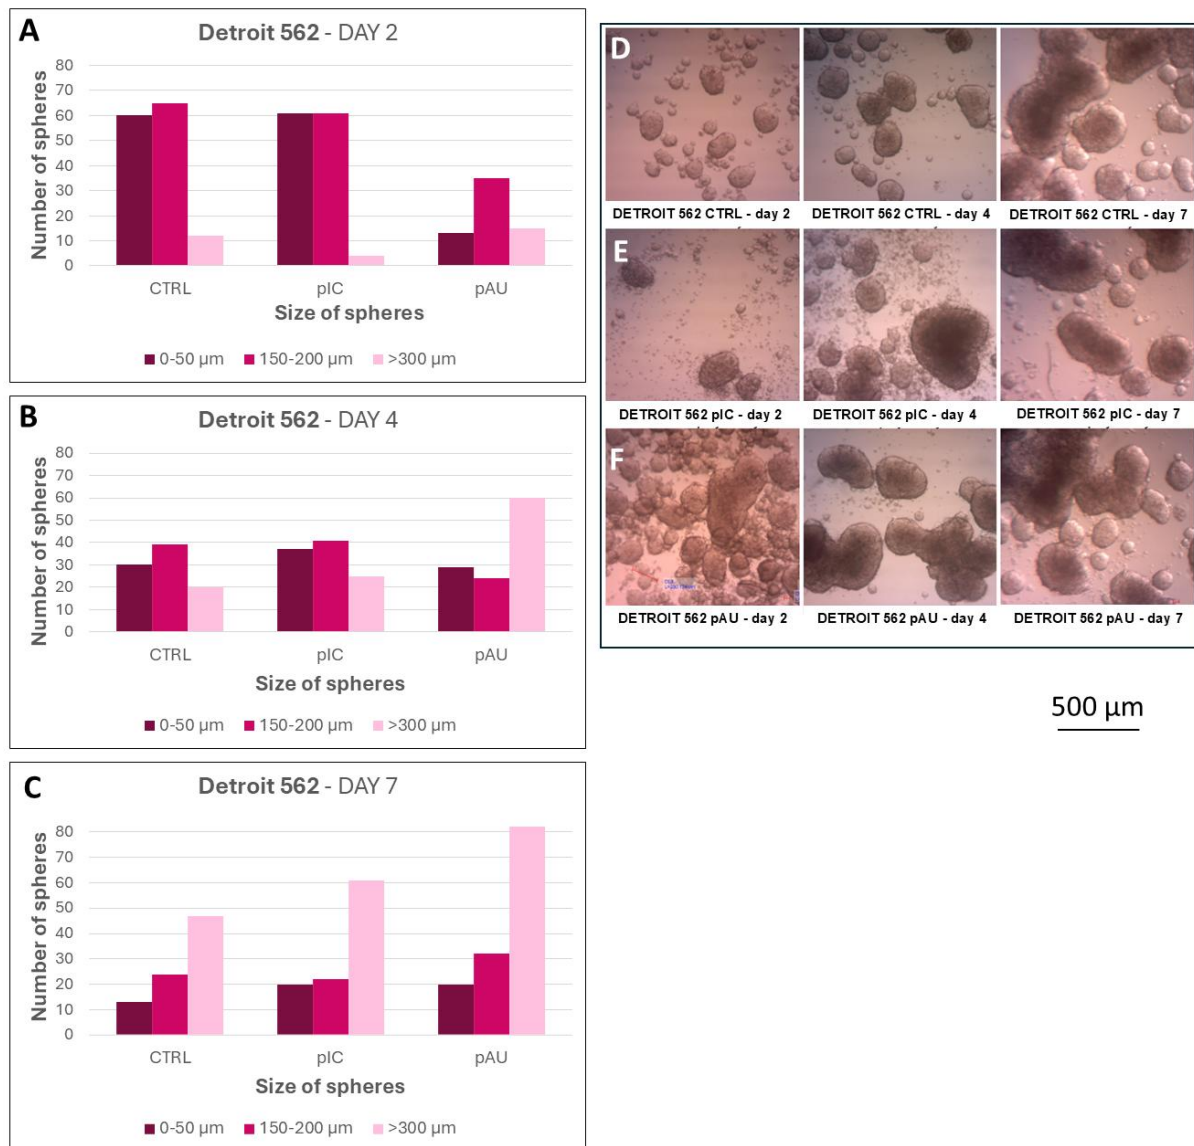 A
Detroit 562 - DAY 2
Number of spheres
80
70
60
50
40
30
20
10
0
CTRL pIC pAU
Size of spheres
0-50 µm 150-200 µm >300 µm
B
Detroit 562 - DAY 4
Number of spheres
80
70
60
50
40
30
20
10
0
CTRL pIC pAU
Size of spheres
0-50 µm 150-200 µm >300 µm
C
Detroit 562 - DAY 7
Number of spheres
80
70
60
50
40
30
20
10
0
CTRL pIC pAU
Size of spheres
0-50 µm 150-200 µm >300 µm
D
DETROIT 562 CTRL - day 2 DETROIT 562 CTRL - day 4 DETROIT 562 CTRL - day 7
E
DETROIT 562 pIC - day 2 DETROIT 562 pIC - day 4 DETROIT 562 pIC - day 7
F
DETROIT 562 pAU - day 2 DETROIT 562 pAU - day 4 DETROIT 562 pAU - day 7
500 µm